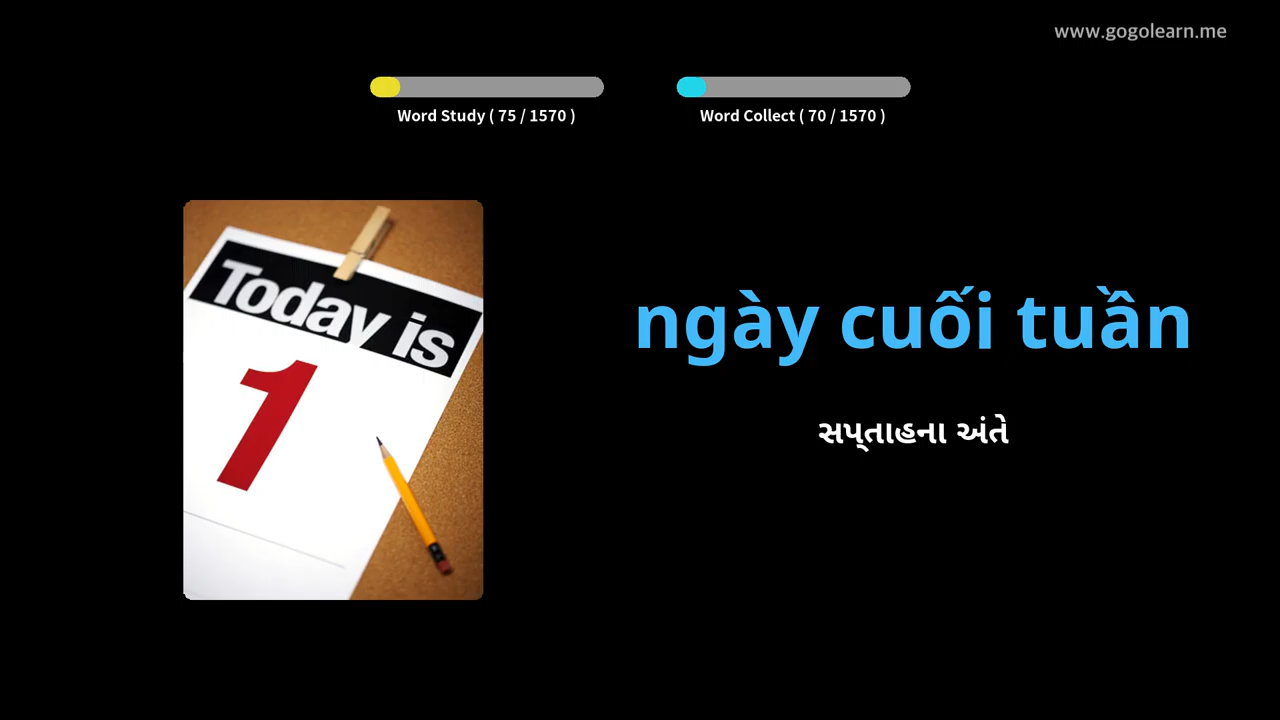 www.gogolearn.me
Word Study ( 75 / 1570 )
Word Collect ( 70 / 1570 )
Today is
1
ngày cuối tuần
સપ્તાહના અંતે